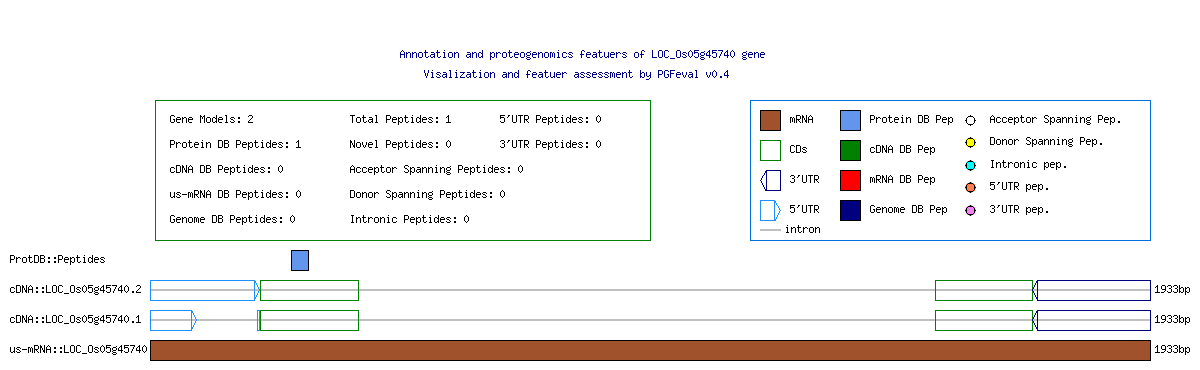 Annotation and proteogenomics featuers of LOC_Os05g45740 gene
Visalization and featuer assessment by PGFeval v0.4
Gene Models: 2 Total Peptides: 1 5'UTR Peptides: 0
Protein DB Peptides: 1 Novel Peptides: 0 3'UTR Peptides: 0
cDNA DB Peptides: 0 Acceptor Spanning Peptides: 0
us-mRNA DB Peptides: 0 Donor Spanning Peptides: 0
Genome DB Peptides: 0 Intronic Peptides: 0
mRNA Protein DB Pep Acceptor Spanning Pep.
CDs cDNA DB Pep Donor Spanning Pep.
3'UTR mRNA DB Pep Intronic pep.
5'UTR Genome DB Pep 5'UTR pep.
intron 3'UTR pep.
ProtDB::Peptides
cDNA::LOC_Os05g45740.2 1933bp
cDNA::LOC_Os05g45740.1 1933bp
us-mRNA::LOC_Os05g45740 1933bp